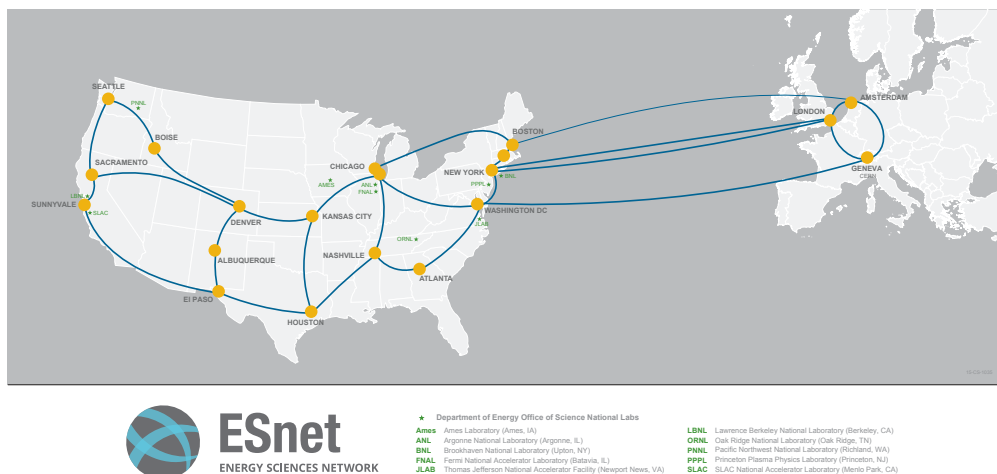 SEATTLE
PNNL
BOISE
SACRAMENTO
LBNL
SUNNYVALE
SLAC
DENVER
ALBUQUERQUE
El PASO
HOUSTON
KANSAS CITY
AMES
CHICAGO
ANL
FNAL
NASHVILLE
ORNL
ATLANTA
BOSTON
NEW YORK
BNL
PPPL
WASHINGTON DC
JLAB
LONDON
AMSTERDAM
GENEVA
CERN
ESnet
ENERGY SCIENCES NETWORK
Department of Energy Office of Science National Labs
Ames Ames Laboratory (Ames, IA)
ANL Argonne National Laboratory (Argonne, IL)
BNL Brookhaven National Laboratory (Upton, NY)
FNAL Fermi National Accelerator Laboratory (Batavia, IL)
JLAB Thomas Jefferson National Accelerator Facility (Newport News, VA)
LBNL Lawrence Berkeley National Laboratory (Berkeley, CA)
ORNL Oak Ridge National Laboratory (Oak Ridge, TN)
PNNL Pacific Northwest National Laboratory (Richland, WA)
PPPL Princeton Plasma Physics Laboratory (Princeton, NJ)
SLAC SLAC National Accelerator Laboratory (Menlo Park, CA)